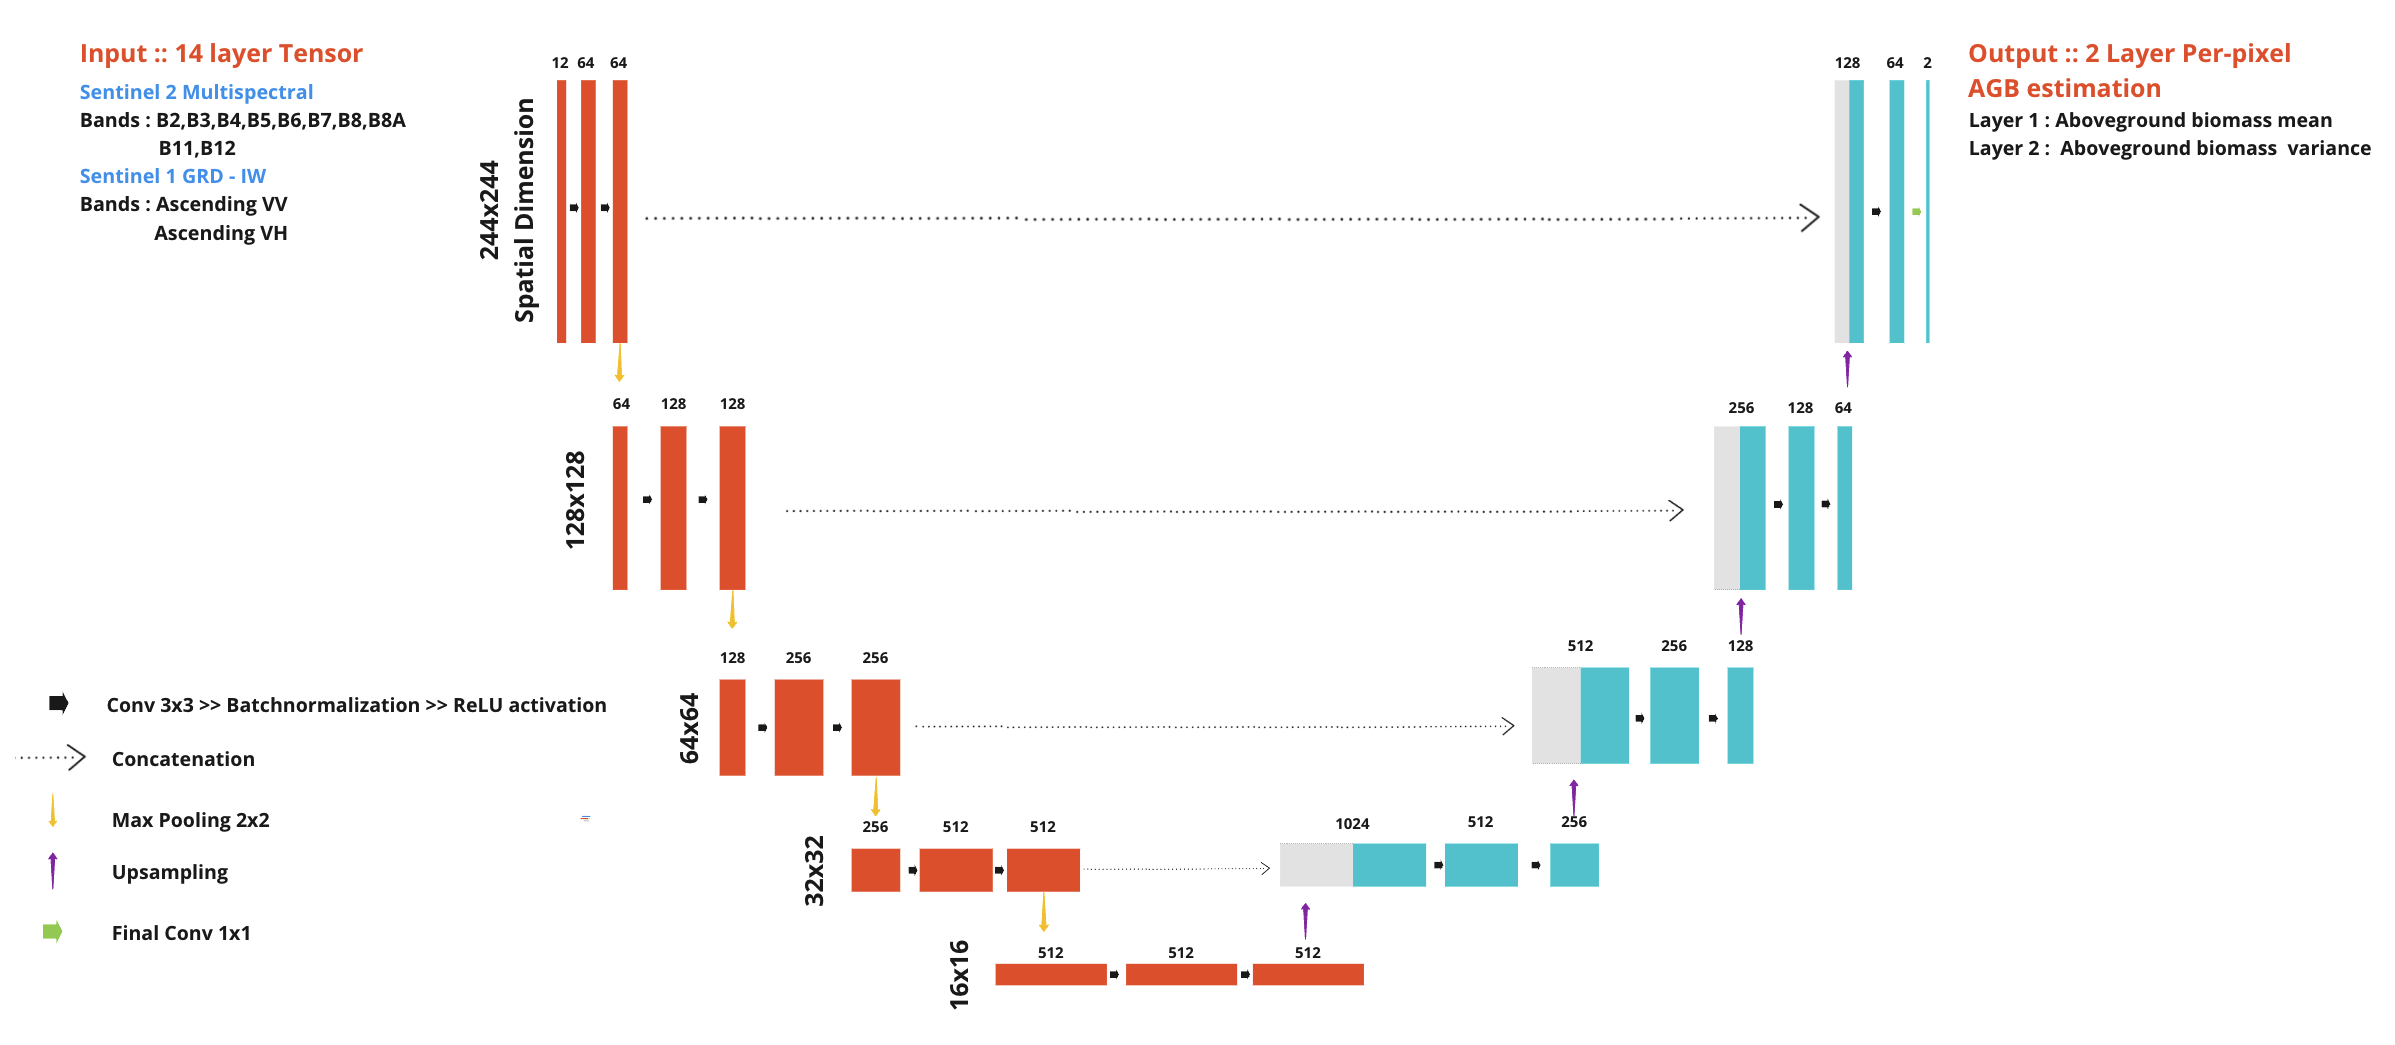 Input :: 14 layer Tensor
Sentinel 2 Multispectral
Bands : B2,B3,B4,B5,B6,B7,B8,B8A
B11,B12
Sentinel 1 GRD - IW
Bands : Ascending VV
Ascending VH
244x244
Spatial Dimension
12 64 64
128 64 2
Output :: 2 Layer Per-pixel
AGB estimation
Layer 1 : Aboveground biomass mean
Layer 2 : Aboveground biomass variance
128x128
64 128 128
256 128 64
64x64
128 256 256
512 256 128
32x32
256 512 512
1024 512 256
16x16
512 512 512
Conv 3x3 >> Batchnormalization >> ReLU activation
Concatenation
Max Pooling 2x2
Upsampling
Final Conv 1x1